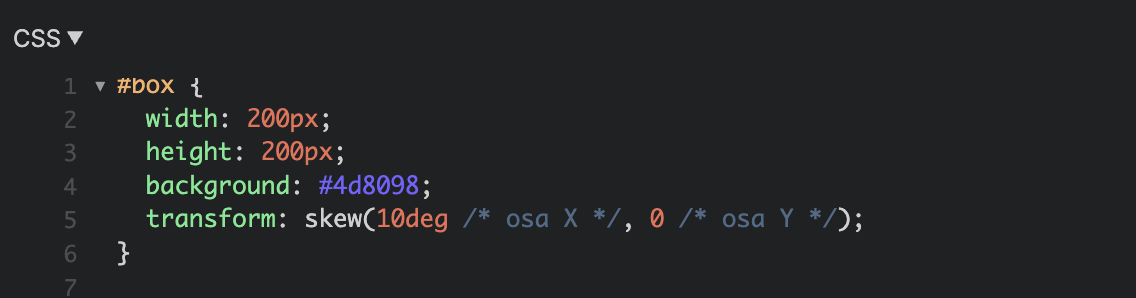 CSS ▼
1 ▼ #box {
2 width: 200px;
3 height: 200px;
4 background: #4d8098;
5 transform: skew(10deg /* osa X */, 0 /* osa Y */);
6 }
7